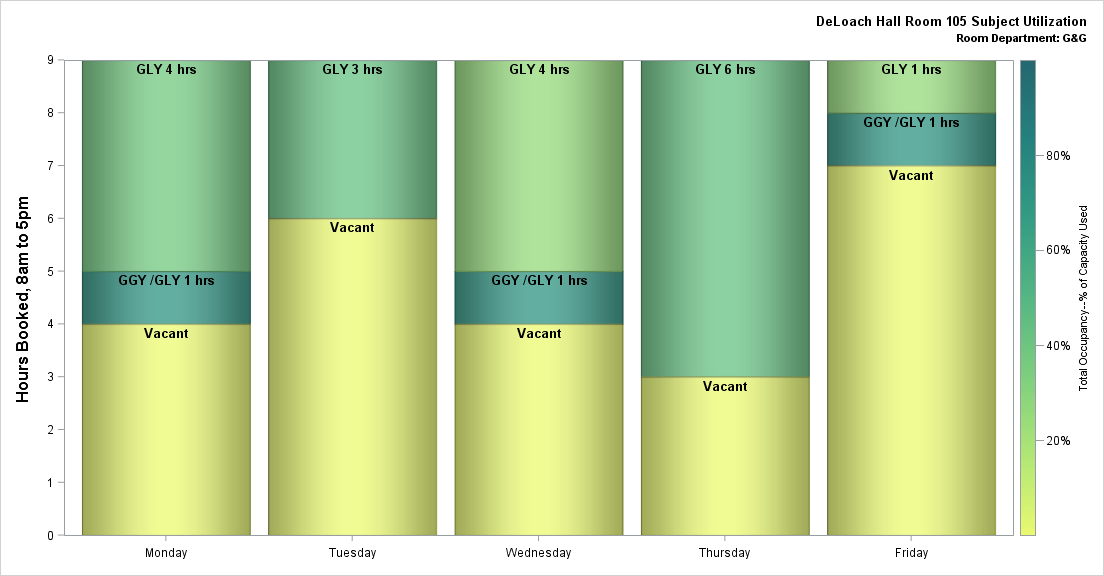 DeLoach Hall Room 105 Subject Utilization
Room Department: G&G
Hours Booked, 8am to 5pm
9
8
7
6
5
4
3
2
1
0
GLY 4 hrs
GGY /GLY 1 hrs
Vacant
GLY 3 hrs
Vacant
GLY 4 hrs
GGY /GLY 1 hrs
Vacant
GLY 6 hrs
Vacant
GLY 1 hrs
GGY /GLY 1 hrs
Vacant
Monday
Tuesday
Wednesday
Thursday
Friday
80%
60%
40%
20%
Total Occupancy--% of Capacity Used